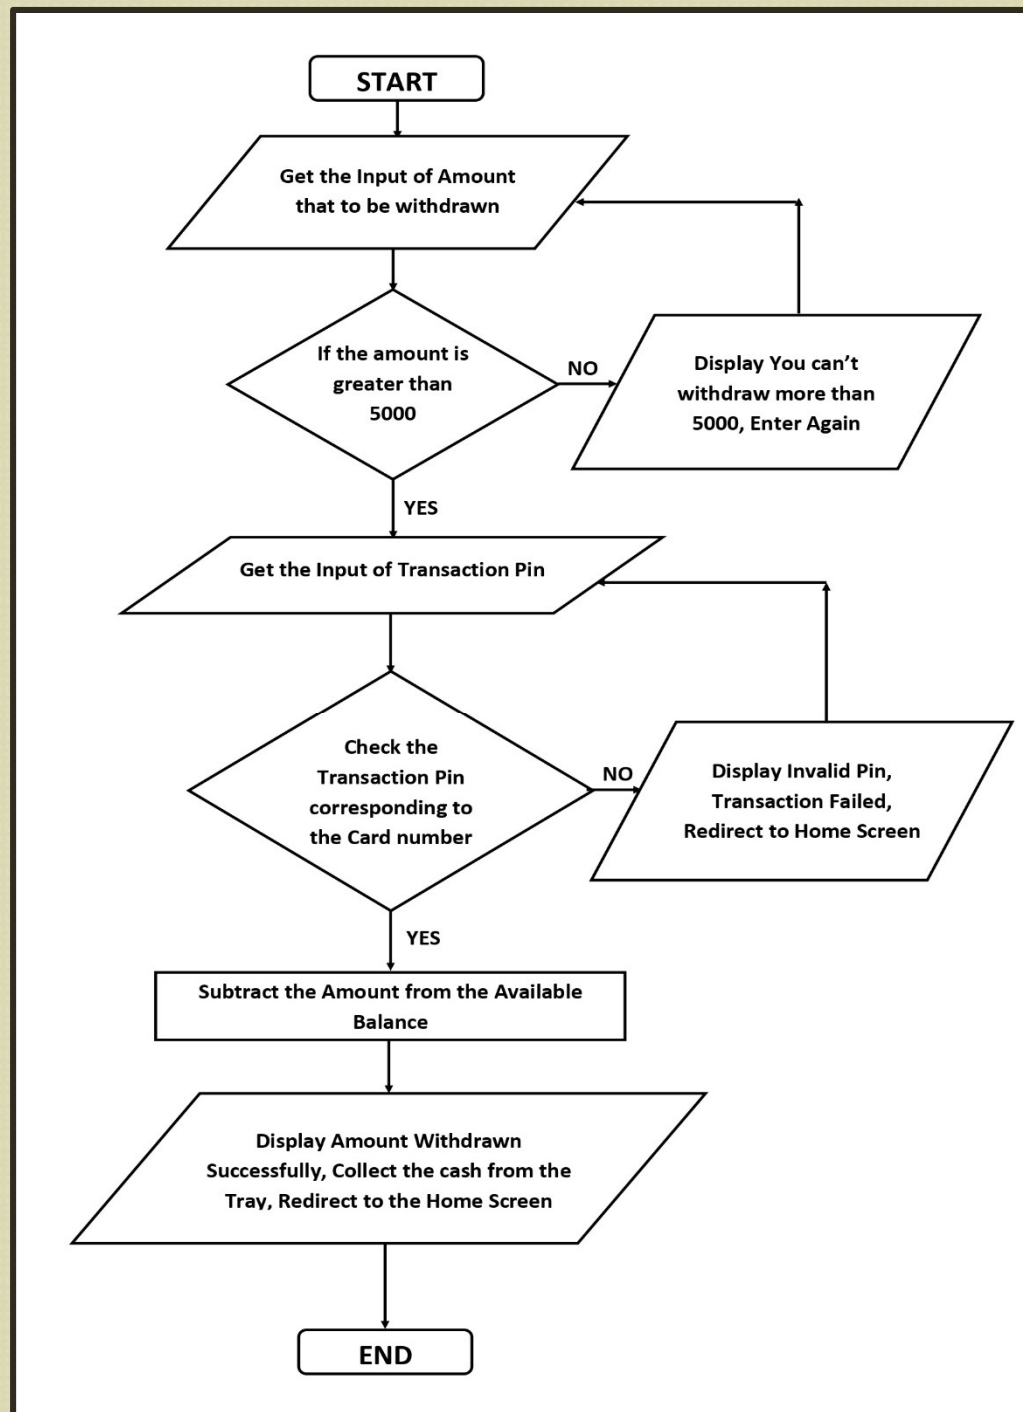 START
Get the Input of Amount
that to be withdrawn
If the amount is
greater than
5000
NO
Display You can’t
withdraw more than
5000, Enter Again
YES
Get the Input of Transaction Pin
Check the
Transaction Pin
corresponding to
the Card number
NO
Display Invalid Pin,
Transaction Failed,
Redirect to Home Screen
YES
Subtract the Amount from the Available
Balance
Display Amount Withdrawn
Successfully, Collect the cash from the
Tray, Redirect to the Home Screen
END